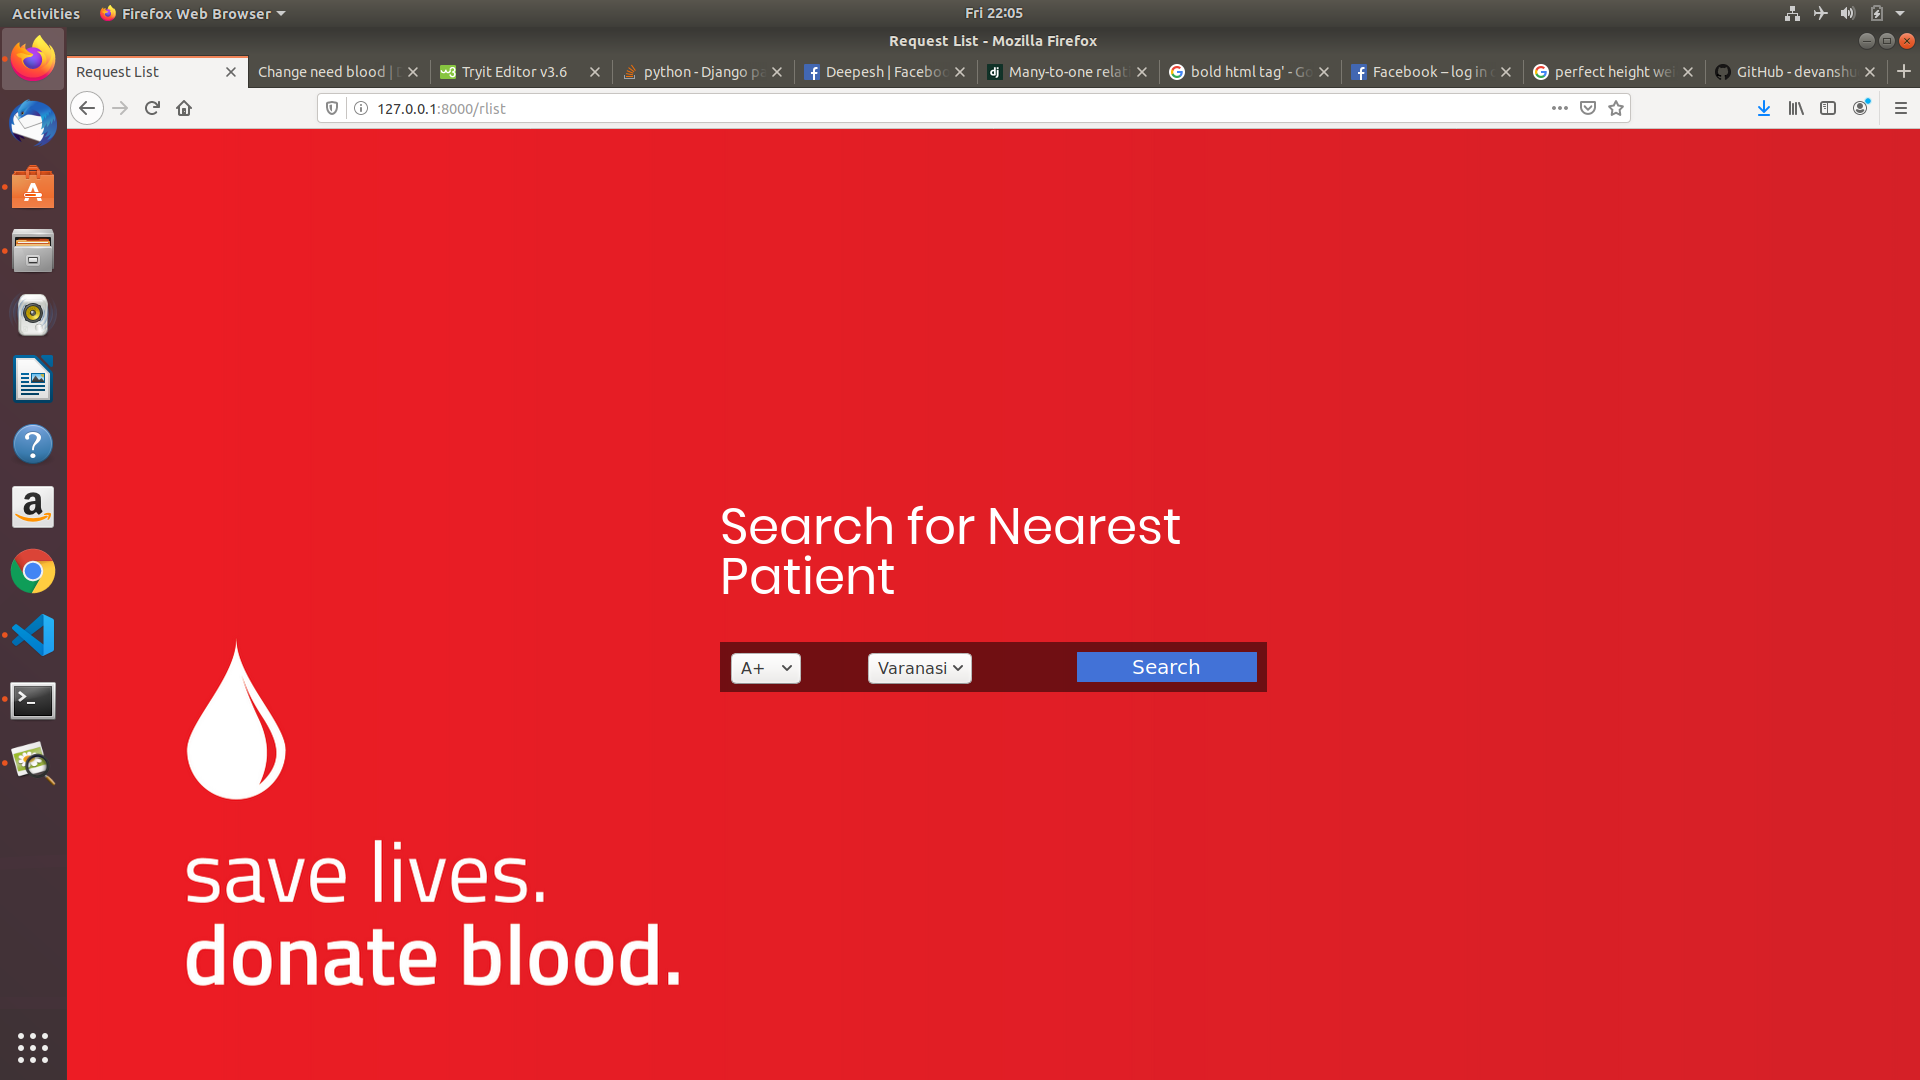 Activities Firefox Web Browser Fri 22:05
Request List - Mozilla Firefox
Request List Change need blood | Tryit Editor v3.6 python - Django Deepesh | Facebo Many-to-one relat bold html tag' - Go Facebook – log in perfect height wei GitHub - devanshu
127.0.0.1:8000/rlist
Search for Nearest
Patient
A+ Varanasi Search
save lives.
donate blood.